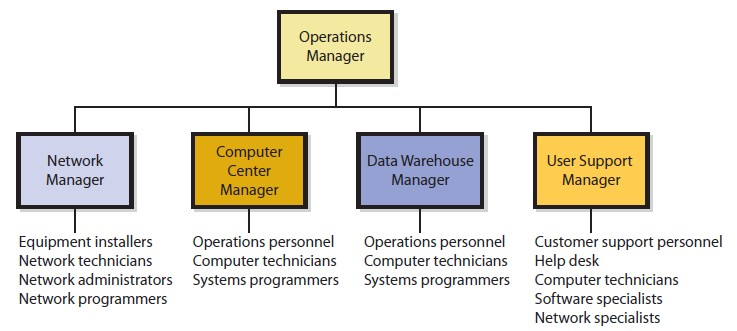 Operations
Manager
Network
Manager
Computer
Center
Manager
Data Warehouse
Manager
User Support
Manager
Equipment installers
Network technicians
Network administrators
Network programmers
Operations personnel
Computer technicians
Systems programmers
Operations personnel
Computer technicians
Systems programmers
Customer support personnel
Help desk
Computer technicians
Software specialists
Network specialists